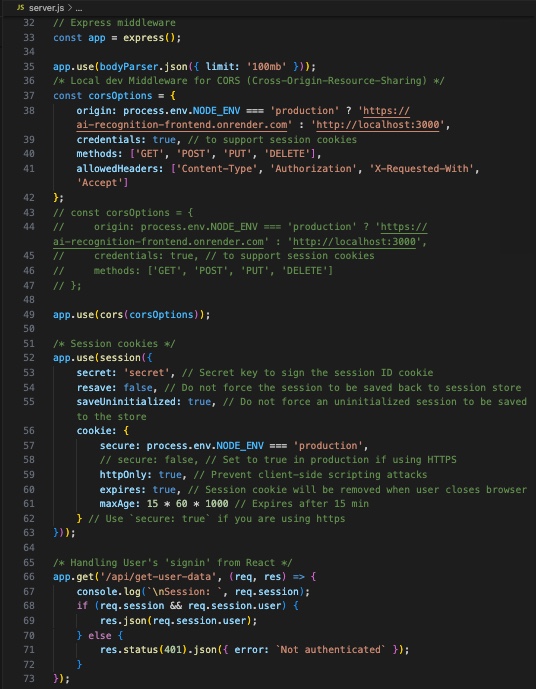 JS server.js > ...
32 // Express middleware
33 const app = express();
34
35 app.use(bodyParser.json({ limit: '100mb' }));
36 /* Local dev Middleware for CORS (Cross-Origin-Resource-Sharing) */
37 const corsOptions = {
38     origin: process.env.NODE_ENV === 'production' ? 'https://
ai-recognition-frontend.onrender.com' : 'http://localhost:3000',
39     credentials: true, // to support session cookies
40     methods: ['GET', 'POST', 'PUT', 'DELETE'],
41     allowedHeaders: ['Content-Type', 'Authorization', 'X-Requested-With',
'Accept']
42 };
43 // const corsOptions = {
44 //     origin: process.env.NODE_ENV === 'production' ? 'https://
ai-recognition-frontend.onrender.com' : 'http://localhost:3000',
45 //     credentials: true, // to support session cookies
46 //     methods: ['GET', 'POST', 'PUT', 'DELETE']
47 // };
48
49 app.use(cors(corsOptions));
50
51 /* Session cookies */
52 app.use(session({
53     secret: 'secret', // Secret key to sign the session ID cookie
54     resave: false, // Do not force the session to be saved back to session store
55     saveUninitialized: true, // Do not force an uninitialized session to be saved
to the store
56     cookie: {
57         secure: process.env.NODE_ENV === 'production',
58         // secure: false, // Set to true in production if using HTTPS
59         httpOnly: true, // Prevent client-side scripting attacks
60         expires: true, // Session cookie will be removed when user closes browser
61         maxAge: 15 * 60 * 1000 // Expires after 15 min
62     } // Use `secure: true` if you are using https
63 }));
64
65 /* Handling User's 'signin' from React */
66 app.get('/api/get-user-data', (req, res) => {
67     console.log(`\nSession: `, req.session);
68     if (req.session && req.session.user) {
69         res.json(req.session.user);
70     } else {
71         res.status(401).json({ error: `Not authenticated` });
72     }
73 });